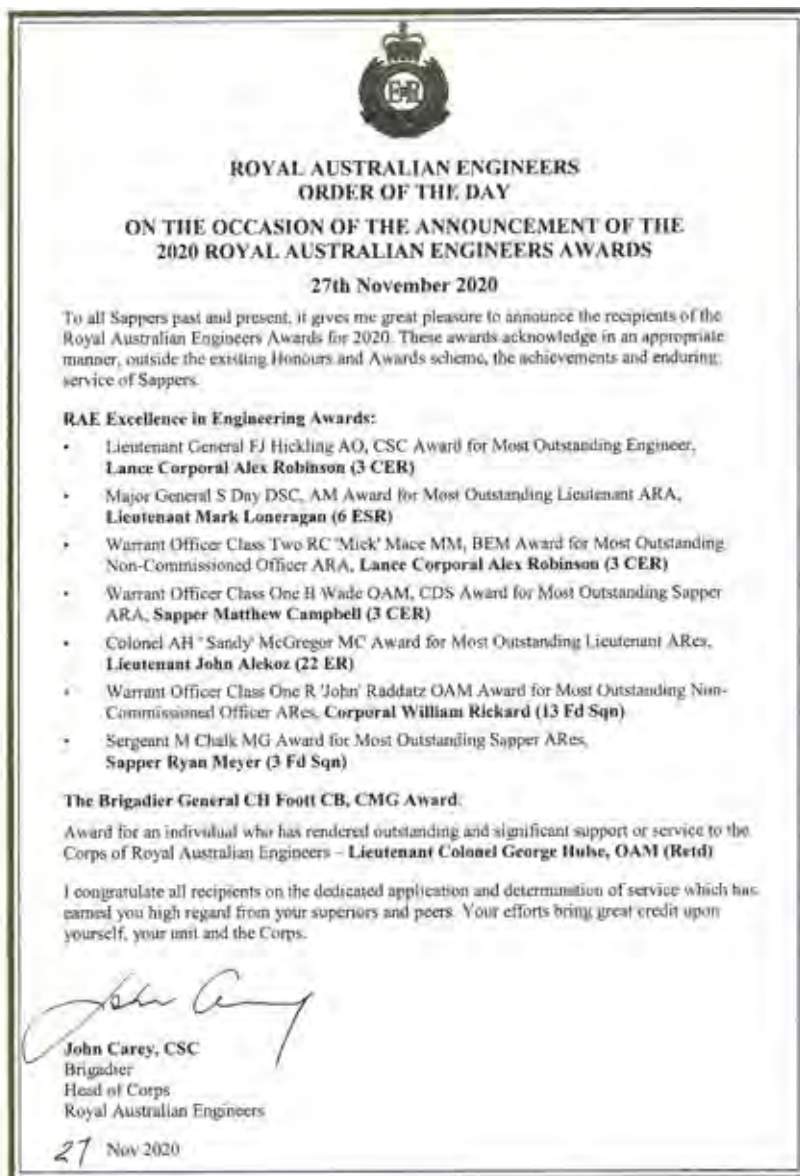 E R
ROYAL AUSTRALIAN ENGINEERS
ORDER OF THE DAY
ON THE OCCASION OF THE ANNOUNCEMENT OF THE
2020 ROYAL AUSTRALIAN ENGINEERS AWARDS
27th November 2020
To all Sappers past and present, it gives me great pleasure to announce the recipients of the
Royal Australian Engineers Awards for 2020. These awards acknowledge in an appropriate
manner, outside the existing Honours and Awards scheme, the achievements and enduring
service of Sappers.
RAE Excellence in Engineering Awards:
• Lieutenant General FJ Hickling AO, CSC Award for Most Outstanding Engineer,
Lance Corporal Alex Robinson (3 CER)
• Major General S Day DSC, AM Award for Most Outstanding Lieutenant ARA,
Lieutenant Mark Loneragan (6 ESR)
• Warrant Officer Class Two RC 'Mick' Mace MM, BEM Award for Most Outstanding
Non-Commissioned Officer ARA, Lance Corporal Alex Robinson (3 CER)
• Warrant Officer Class One H Wade OAM, CDS Award for Most Outstanding Sapper
ARA, Sapper Matthew Campbell (3 CER)
• Colonel AH 'Sandy' McGregor MC Award for Most Outstanding Lieutenant ARes,
Lieutenant John Alekoz (22 ER)
• Warrant Officer Class One R 'John' Raddatz OAM Award for Most Outstanding Non-
Commissioned Officer ARes, Corporal William Rickard (13 Fd Sqn)
• Sergeant M Chalk MG Award for Most Outstanding Sapper ARes,
Sapper Ryan Meyer (3 Fd Sqn)
The Brigadier General CH Foott CB, CMG Award:
Award for an individual who has rendered outstanding and significant support or service to the
Corps of Royal Australian Engineers – Lieutenant Colonel George Hulse, OAM (Retd)
I congratulate all recipients on the dedicated application and determination of service which has
earned you high regard from your superiors and peers. Your efforts bring great credit upon
yourself, your unit and the Corps.
John Carey, CSC
Brigadier
Head of Corps
Royal Australian Engineers
27 Nov 2020